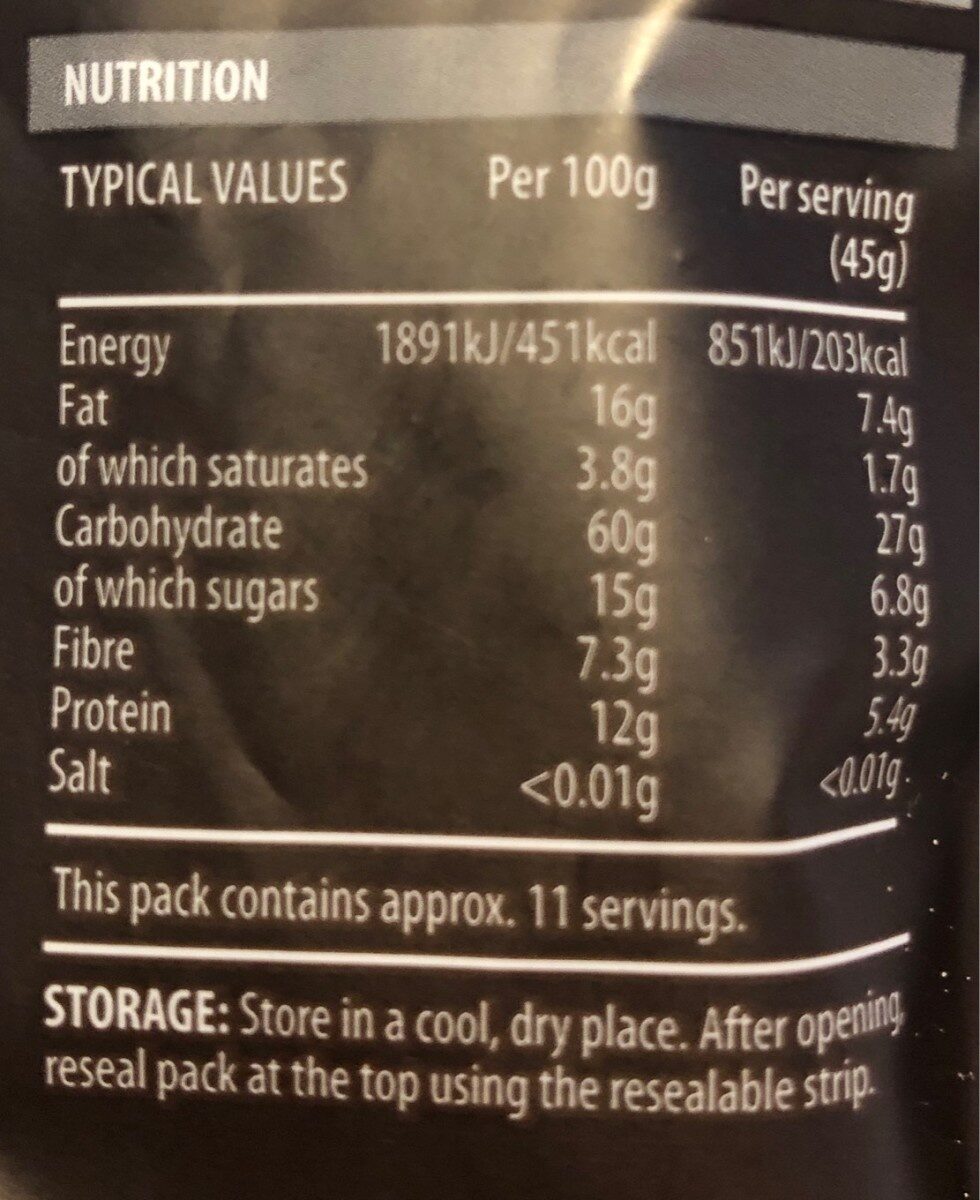 NUTRITION
TYPICAL VALUES Per 100g Per serving
(45g)
Energy 1891kJ/451kcal 851kJ/203kcal
Fat 16g 7.4g
of which saturates 3.8g 1.7g
Carbohydrate 60g 27g
of which sugars 15g 6.8g
Fibre 7.3g 3.3g
Protein 12g 5.4g
Salt <0.01g <0.01g
This pack contains approx. 11 servings.
STORAGE: Store in a cool, dry place. After opening,
reseal pack at the top using the resealable strip.